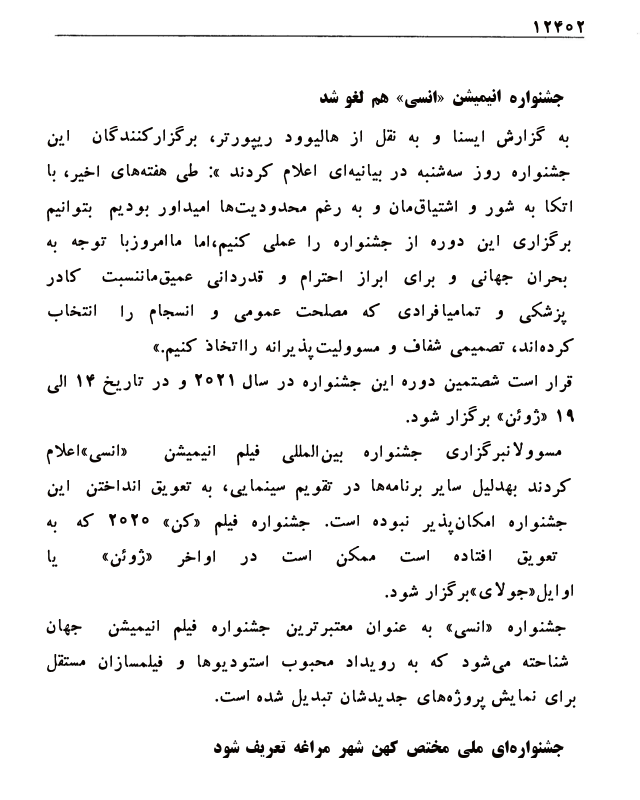 ۱۲۴۰۲
جشنواره انیمیشن «انسی» هم لغو شد
به گزارش ایسنا و به نقل از هالیوود ریپورتر، برگزارکنندگان این
جشنواره روز سه‌شنبه در بیانیه‌ای اعلام کردند »: طی هفته‌های اخیر، با
اتکا به شور و اشتیاق‌مان و به رغم محدودیت‌ها امیداور بودیم بتوانیم
برگزاری این دوره از جشنواره را عملی کنیم،اما ماامروزبا توجه به
بحران جهانی و برای ابراز احترام و قدردانی عمیق‌ماننسبت کادر
پزشکی و تمامیافرادی که مصلحت عمومی و انسجام را انتخاب
کرده‌اند، تصمیمی شفاف و مسوولیت‌پذیرانه رااتخاذ کنیم.»
قرار است شصتمین دوره این جشنواره در سال ۲۰۲۱ و در تاریخ ۱۴ الی
۱۹ «ژوئن» برگزار شود.
مسوولانبرگزاری جشنواره بین‌المللی فیلم انیمیشن «انسی»اعلام
کردند بهدلیل سایر برنامه‌ها در تقویم سینمایی، به تعویق انداختن این
جشنواره امکان‌پذیر نبوده است. جشنواره فیلم «کن» ۲۰۲۰ که به
تعویق افتاده است ممکن است در اواخر «ژوئن» یا
اوایل«جولای»برگزار شود.
جشنواره «انسی» به عنوان معتبرترین جشنواره فیلم انیمیشن جهان
شناخته می‌شود که به رویداد محبوب استودیوها و فیلمسازان مستقل
برای نمایش پروژه‌های جدیدشان تبدیل شده است.
جشنواره‌ای ملی مختص کهن شهر مراغه تعریف شود